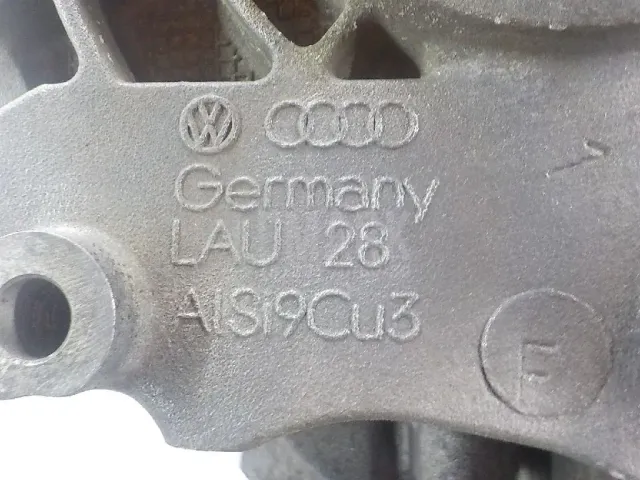 VW
Germany
LAU 28
AlSi9Cu3
F